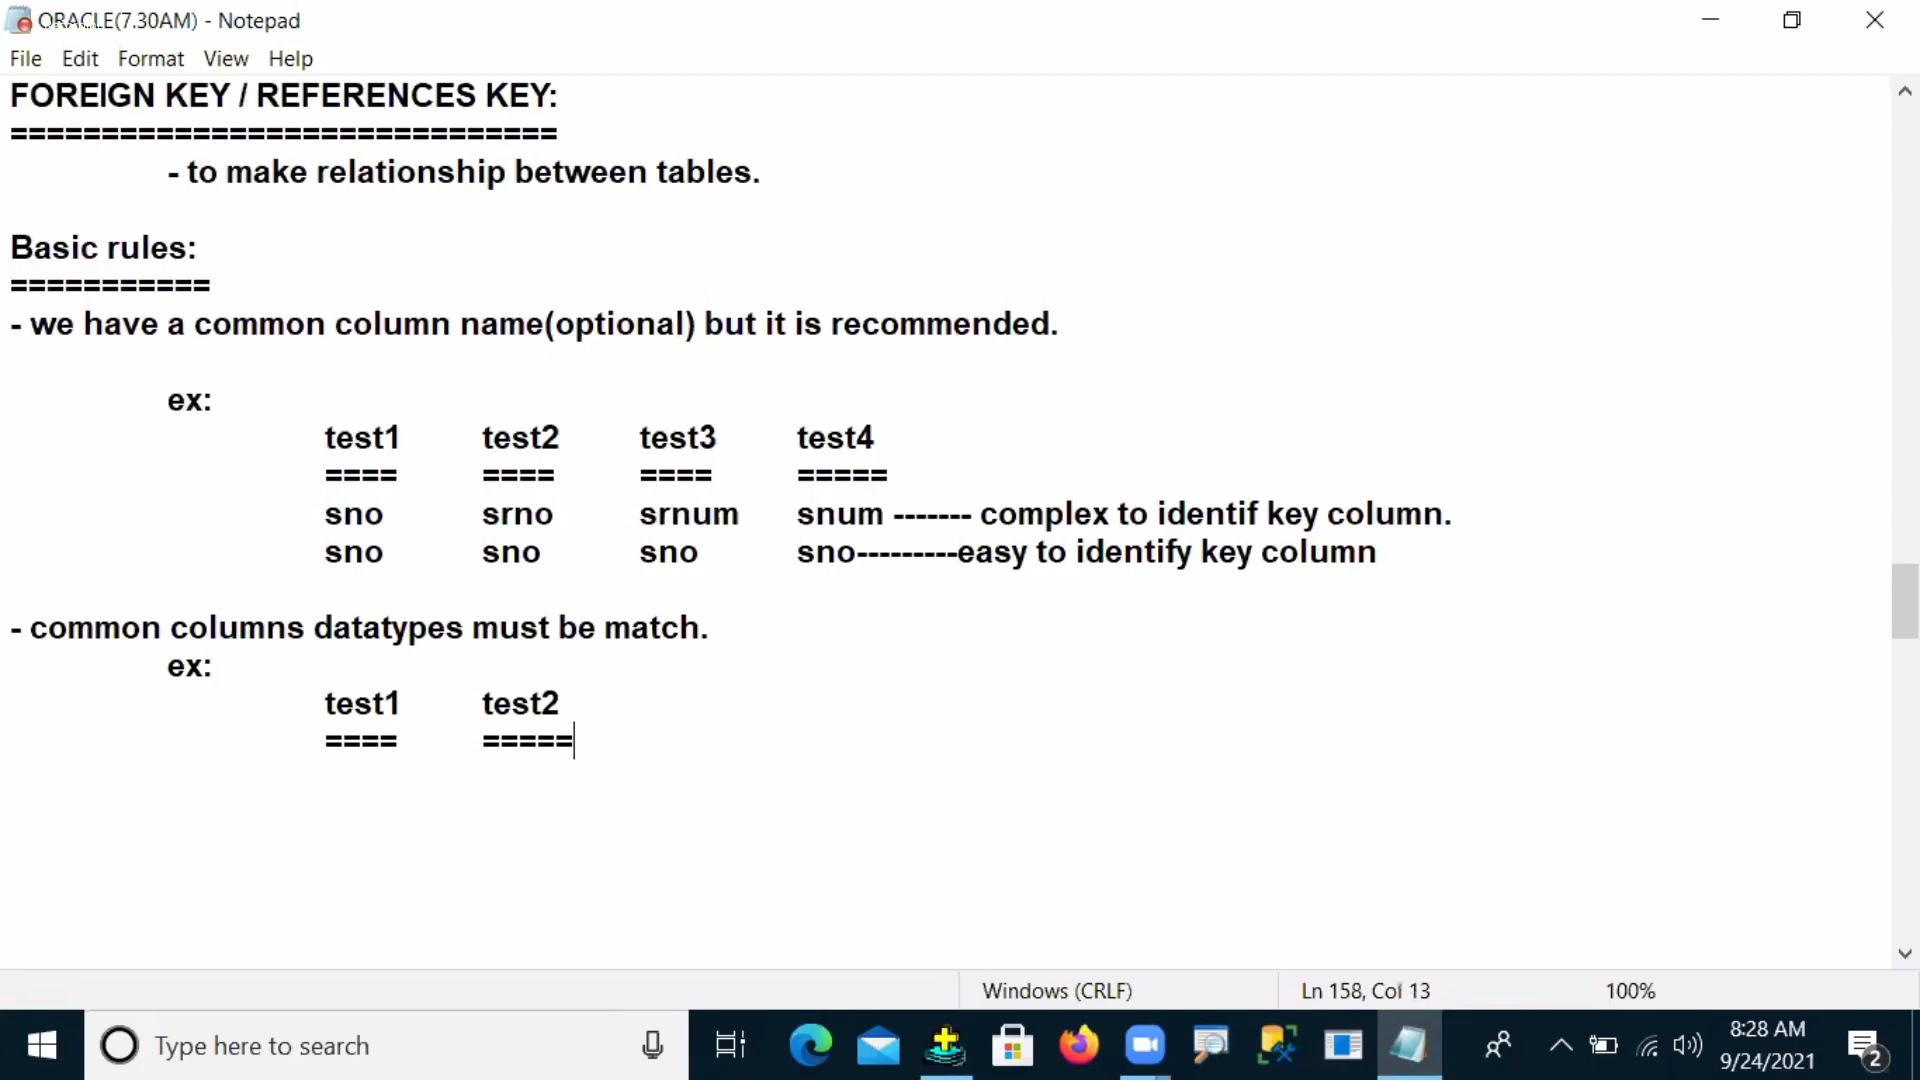 ORACLE(7.30AM) - Notepad
File Edit Format View Help
FOREIGN KEY / REFERENCES KEY:
==============================
- to make relationship between tables.
Basic rules:
===========
- we have a common column name(optional) but it is recommended.
ex:
test1 test2 test3 test4
==== ==== ==== =====
sno srno srnum snum ------- complex to identif key column.
sno sno sno sno---------easy to identify key column
- common columns datatypes must be match.
ex:
test1 test2
==== =====
Windows (CRLF) Ln 158, Col 13 100%
Type here to search
8:28 AM
9/24/2021
2